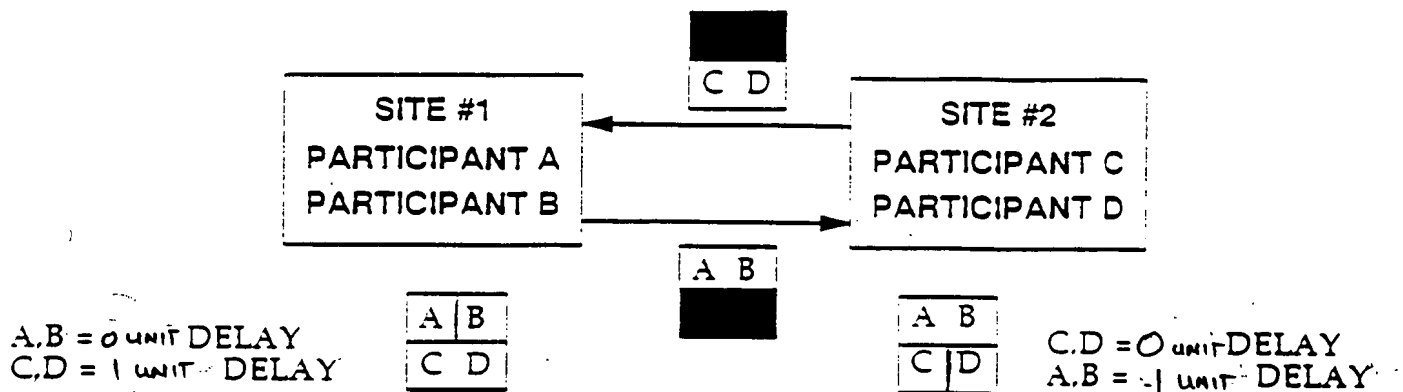 C D
SITE #1
PARTICIPANT A
PARTICIPANT B
SITE #2
PARTICIPANT C
PARTICIPANT D
A B
A B
C D
A B
C D
A,B = 0 UNIT DELAY
C,D = 1 UNIT DELAY
C,D = 0 UNIT DELAY
A,B = 1 UNIT DELAY